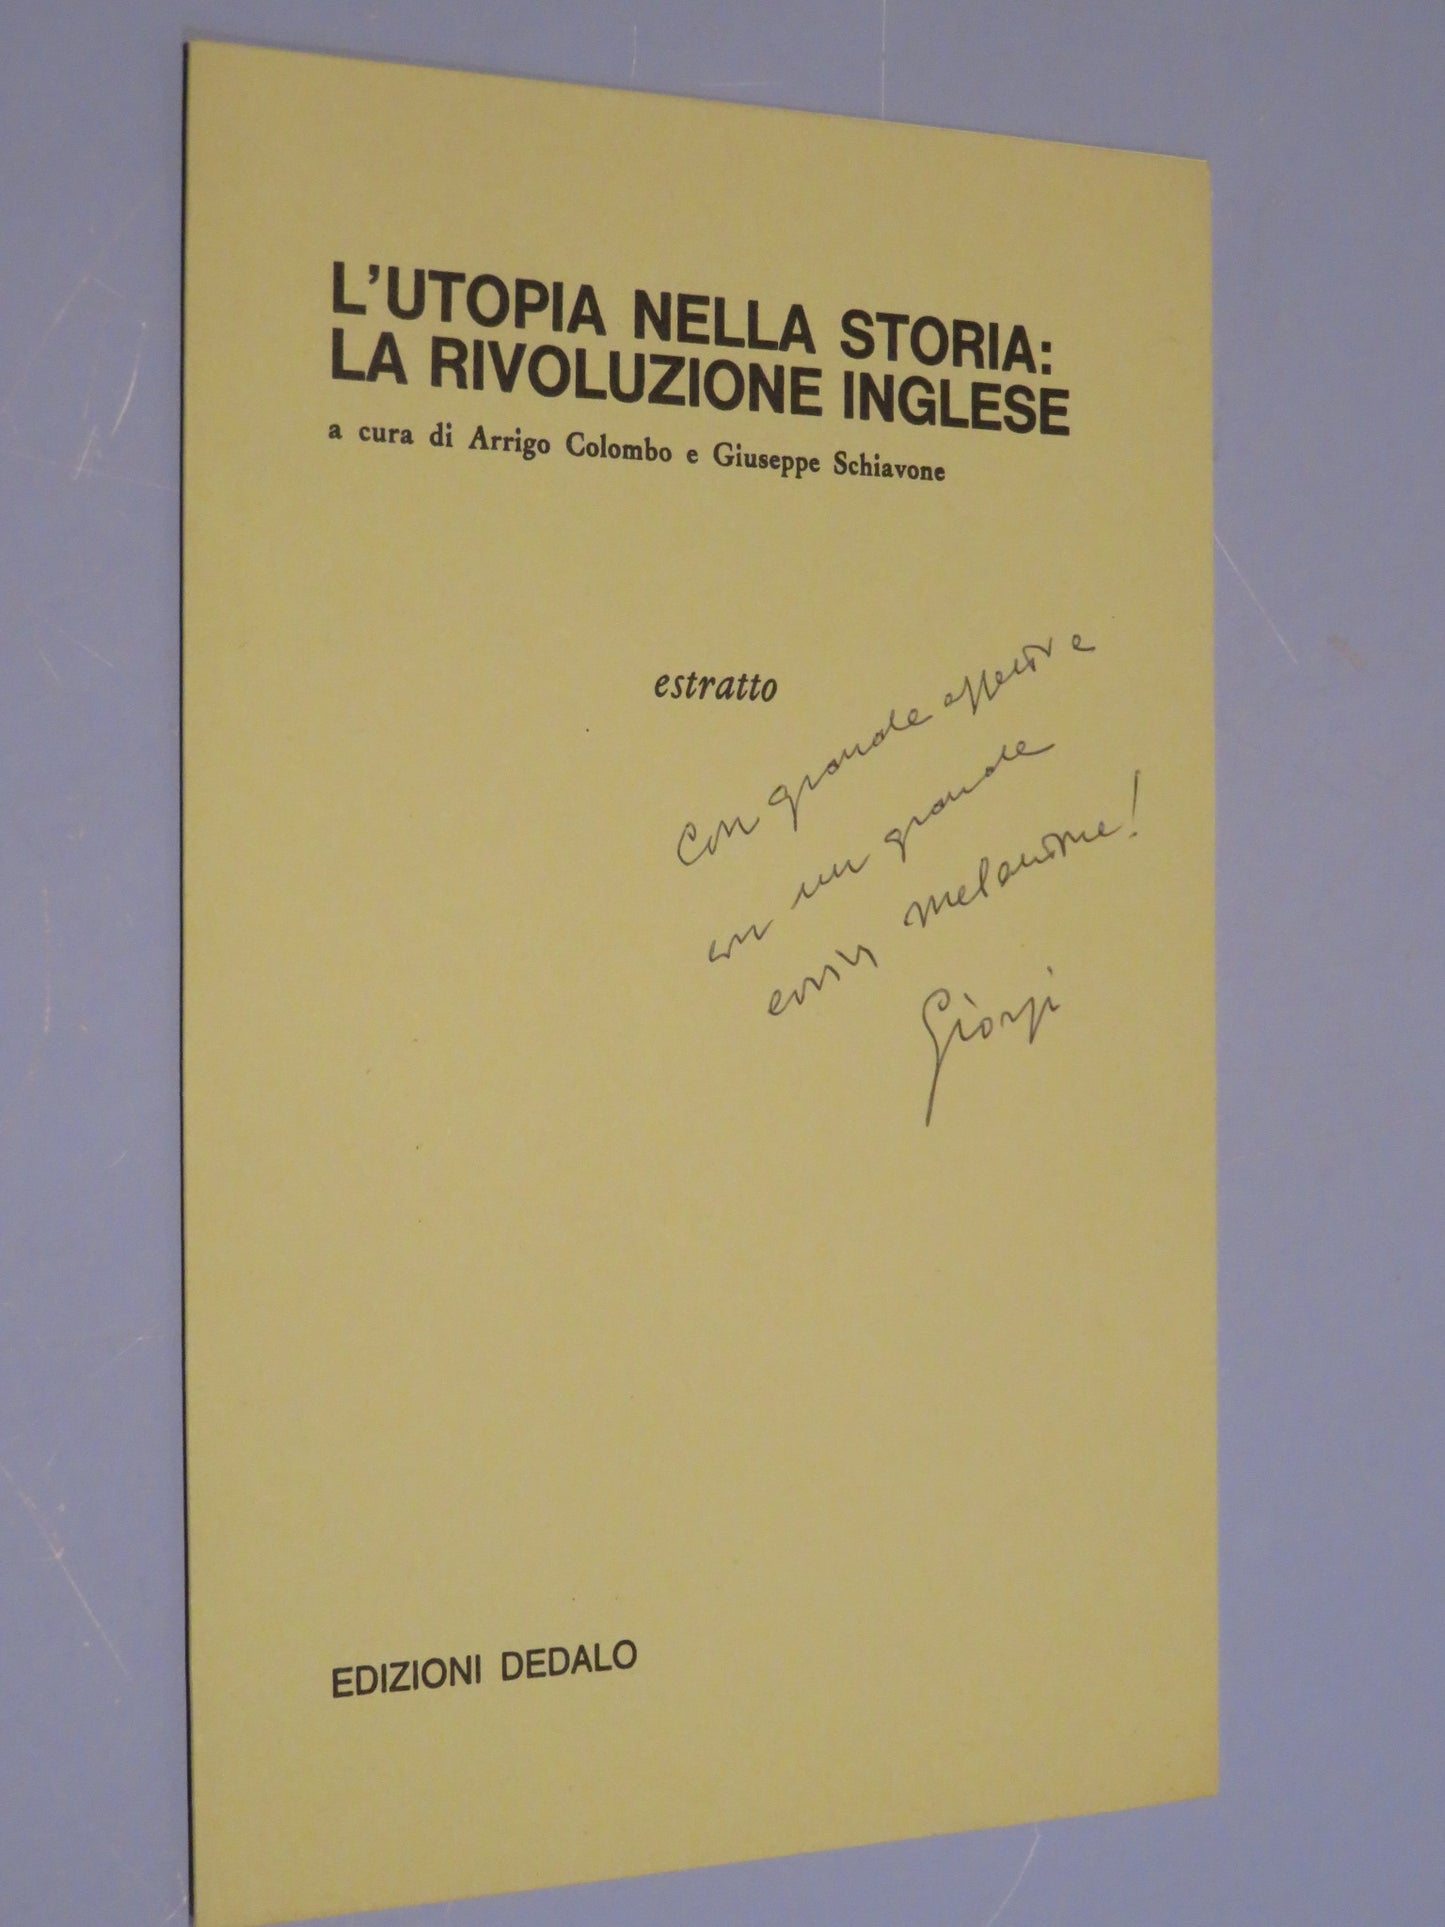 L'UTOPIA NELLA STORIA:
LA RIVOLUZIONE INGLESE
a cura di Arrigo Colombo e Giuseppe Schiavone
estratto
Con grande affetto e
con un grande
melantone!
Giorgi
EDIZIONI DEDALO